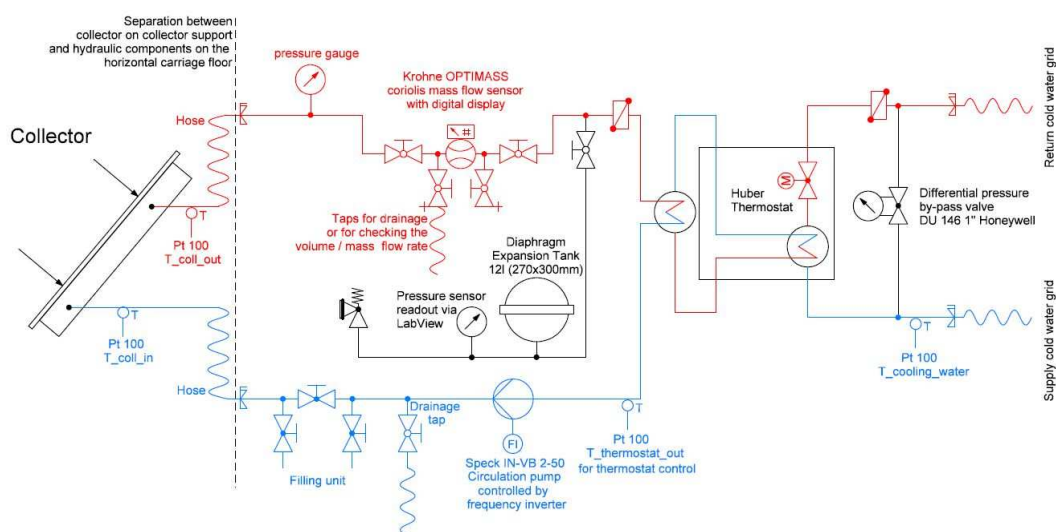 Separation between
collector on collector support
and hydraulic components on the
horizontal carriage floor
pressure gauge
Krohne OPTIMASS
coriolis mass flow sensor
with digital display
#
Hose
Collector
T
Pt 100
T_coll_out
Taps for drainage
or for checking the
volume / mass flow rate
Diaphragm
Expansion Tank
12l (270x300mm)
Pressure sensor
readout via
LabView
Huber
Thermostat
M
Differential pressure
by-pass valve
DU 146 1" Honeywell
Return cold water grid
Supply cold water grid
T
Pt 100
T_coll_in
T
Pt 100
T_cooling_water
Hose
Drainage
tap
T
Pt 100
T_thermostat_out
for thermostat control
FI
Filling unit
Speck IN-VB 2-50
Circulation pump
controlled by
frequency inverter